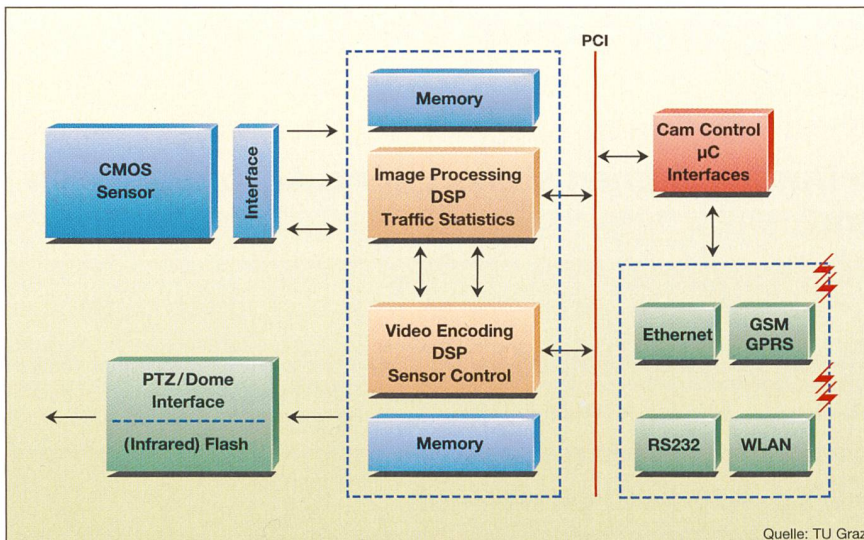 PCI
Memory
CMOS
Sensor
Interface
Image Processing
DSP
Traffic Statistics
Cam Control
µC
Interfaces
Video Encoding
DSP
Sensor Control
Ethernet
GSM
GPRS
PTZ/Dome
Interface
(Infrared) Flash
Memory
RS232
WLAN
Quelle: TU Graz